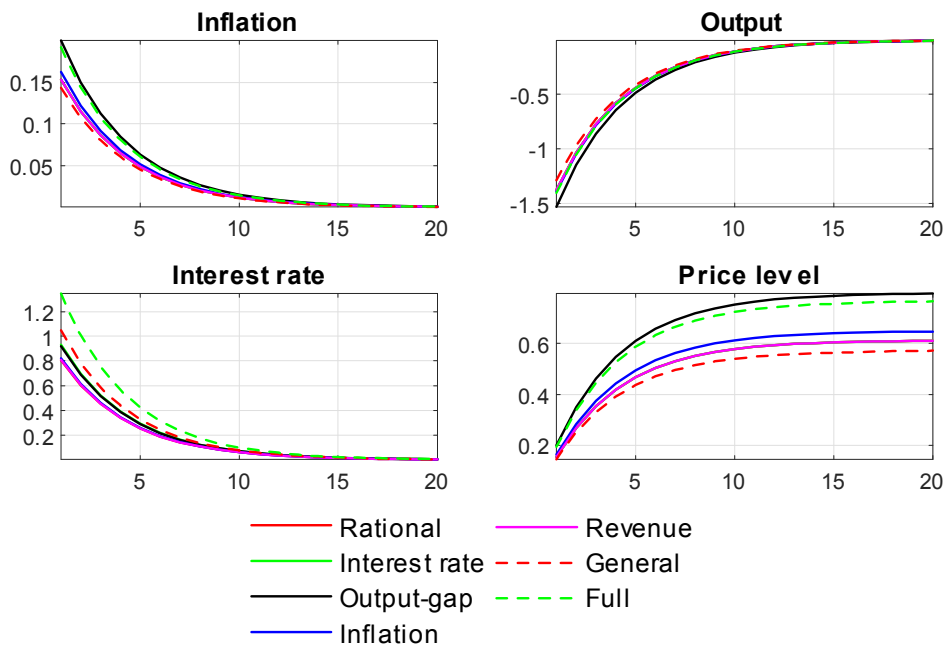 Inflation
0.15
0.1
0.05
5
10
15
20
Output
-0.5
-1
-1.5
5
10
15
20
Interest rate
1.2
1
0.8
0.6
0.4
0.2
5
10
15
20
Price level
0.6
0.4
0.2
5
10
15
20
Rational
Interest rate
Output-gap
Inflation
Revenue
General
Full